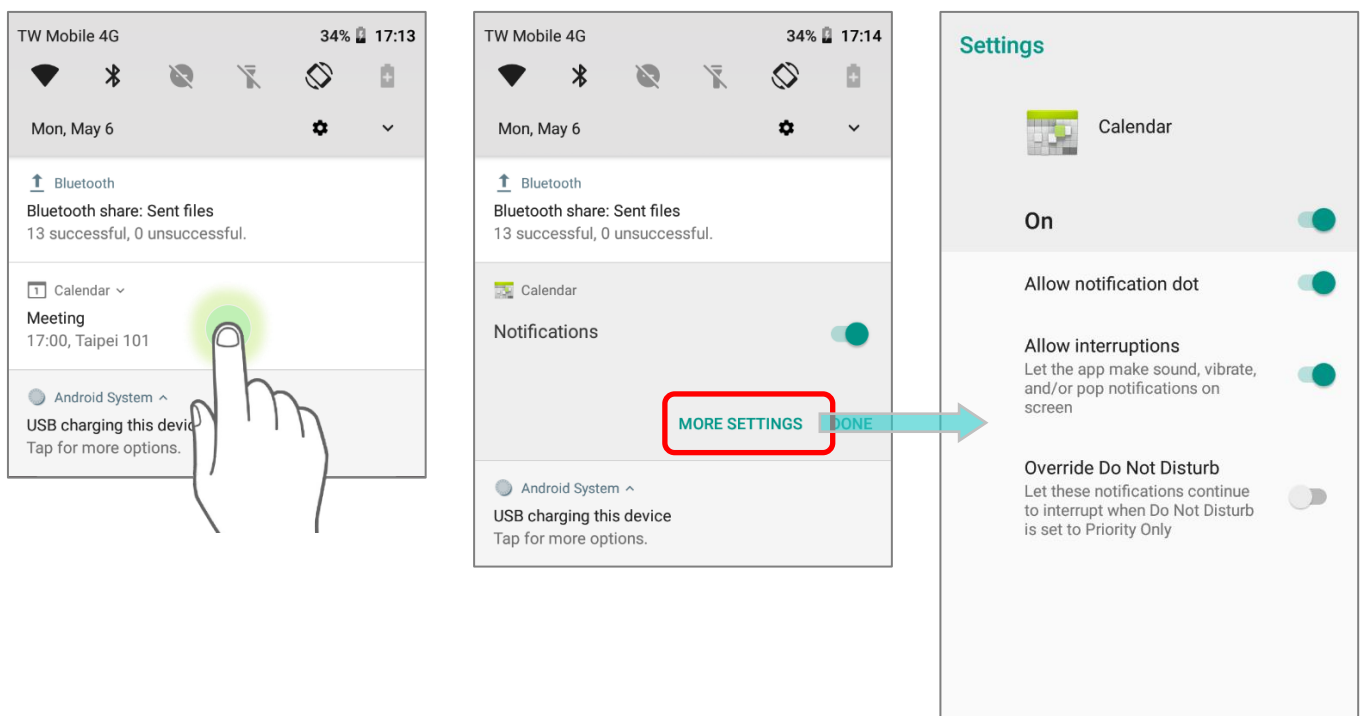 TW Mobile 4G 34% 17:13
Mon, May 6
Bluetooth
Bluetooth share: Sent files
13 successful, 0 unsuccessful.
1 Calendar
Meeting
17:00, Taipei 101
Android System
USB charging this devic
Tap for more options.
TW Mobile 4G 34% 17:14
Mon, May 6
Bluetooth
Bluetooth share: Sent files
13 successful, 0 unsuccessful.
Calendar
Notifications
MORE SETTINGS DONE
Android System
USB charging this device
Tap for more options.
Settings
Calendar
On
Allow notification dot
Allow interruptions
Let the app make sound, vibrate,
and/or pop notifications on
screen
Override Do Not Disturb
Let these notifications continue
to interrupt when Do Not Disturb
is set to Priority Only